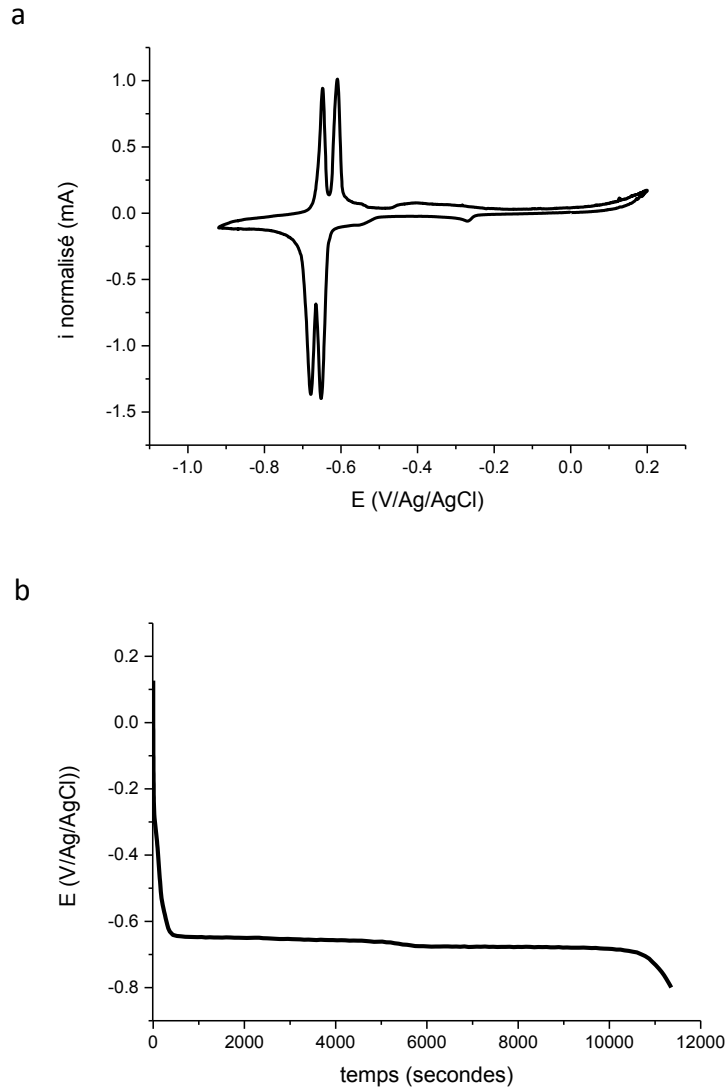 a
1.0
0.5
0.0
-0.5
-1.0
-1.5
i normalisé (mA)
-1.0 -0.8 -0.6 -0.4 -0.2 0.0 0.2
E (V/Ag/AgCl)
b
0.2
0.0
-0.2
-0.4
-0.6
-0.8
E (V/Ag/AgCl))
0 2000 4000 6000 8000 10000 12000
temps (secondes)